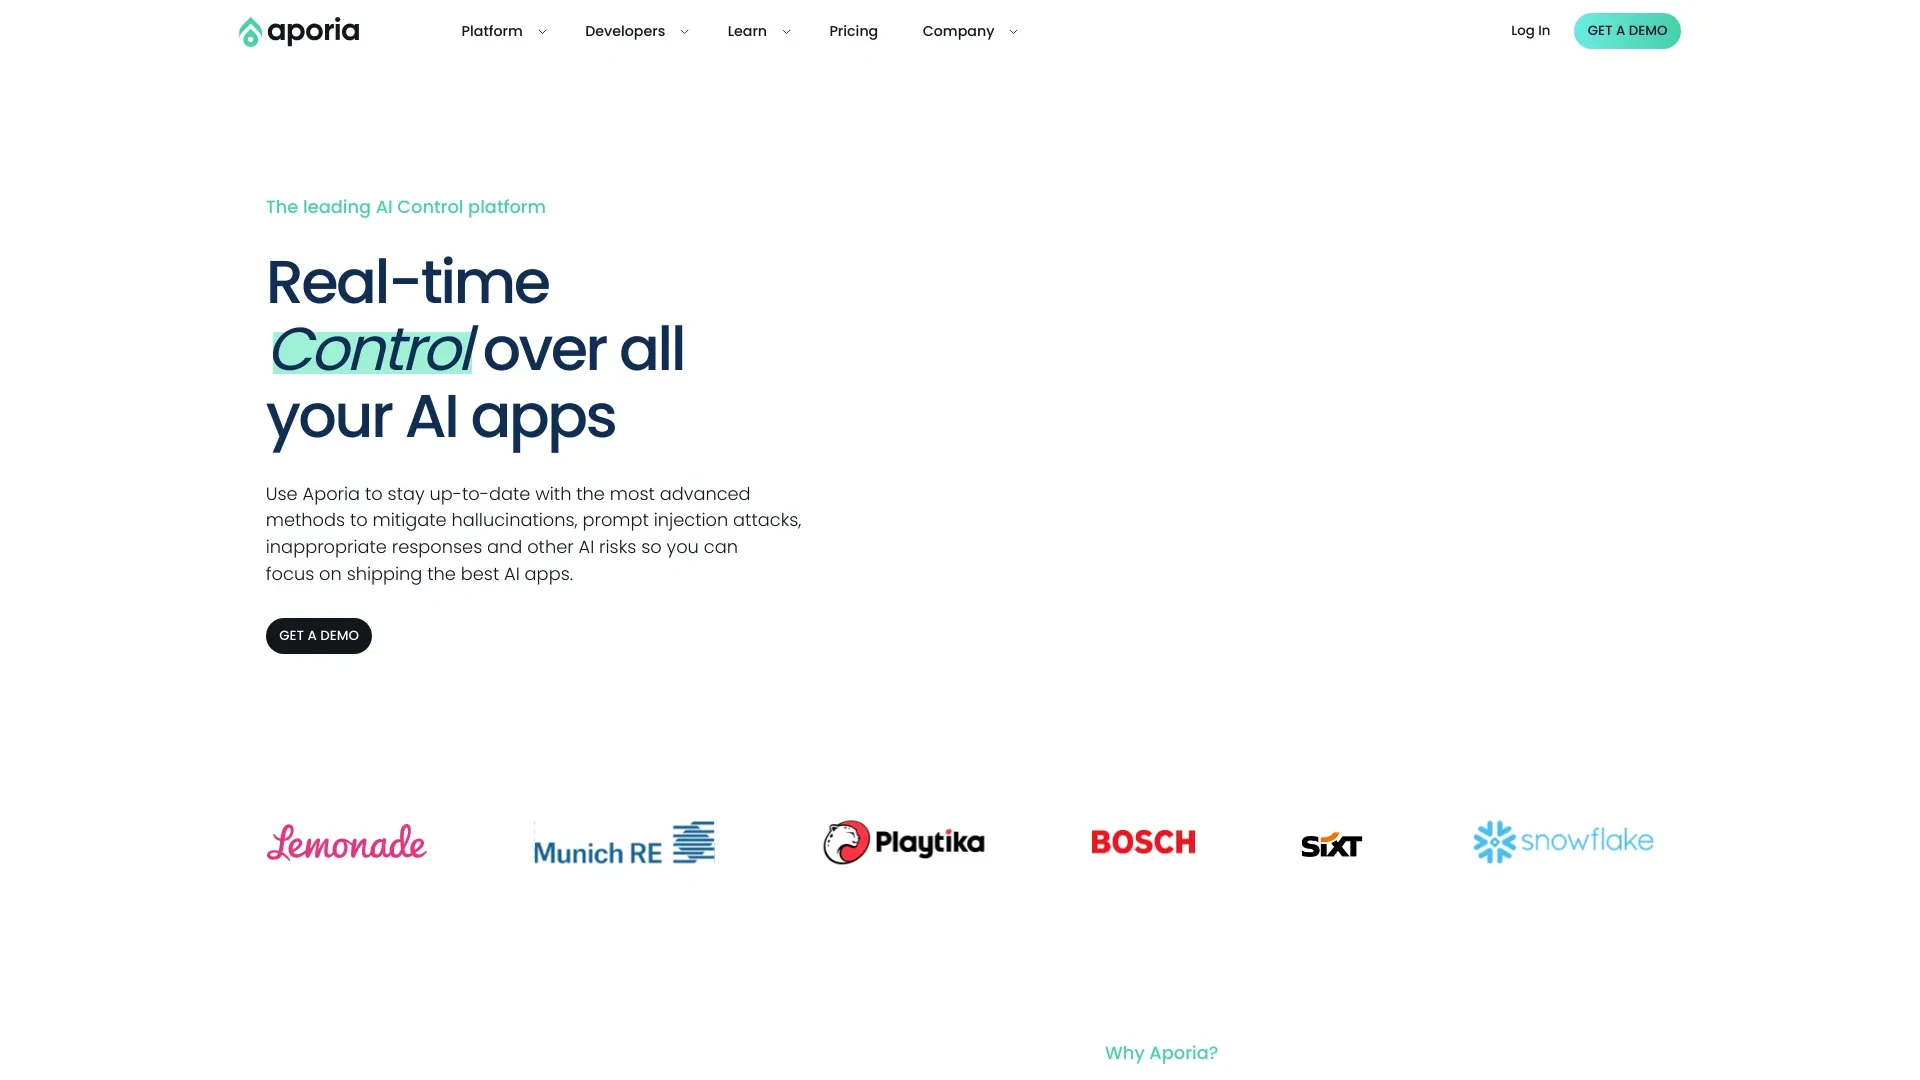 aporia
Platform
Developers
Learn
Pricing
Company
Log In
GET A DEMO
The leading AI Control platform
Real-time
Control over all
your AI apps
Use Aporia to stay up-to-date with the most advanced
methods to mitigate hallucinations, prompt injection attacks,
inappropriate responses and other AI risks so you can
focus on shipping the best AI apps.
GET A DEMO
Lemonade
Munich RE
Playtika
BOSCH
SIXT
snowflake
Why Aporia?